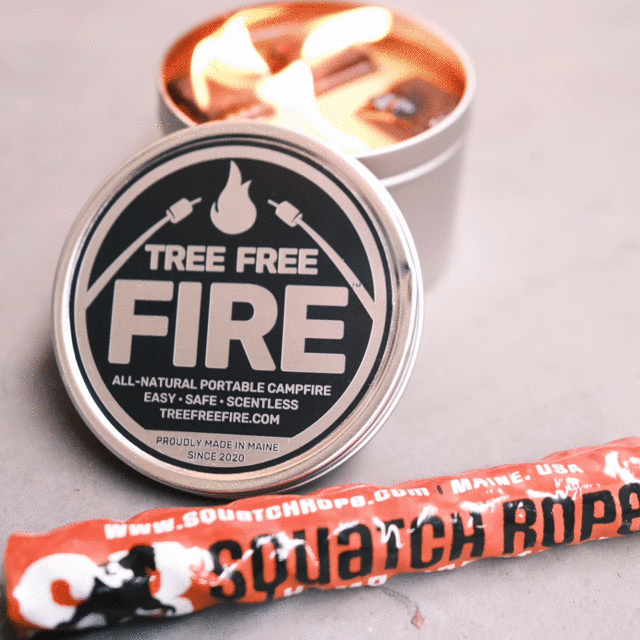 TREE FREE
FIRE™
ALL-NATURAL PORTABLE CAMPFIRE
EASY • SAFE • SCENTLESS
TREEFREEFIRE.COM
PROUDLY MADE IN MAINE
SINCE 2020
www.SQUATCHROPE.com | MAINE, USA
SQUATCH ROPE